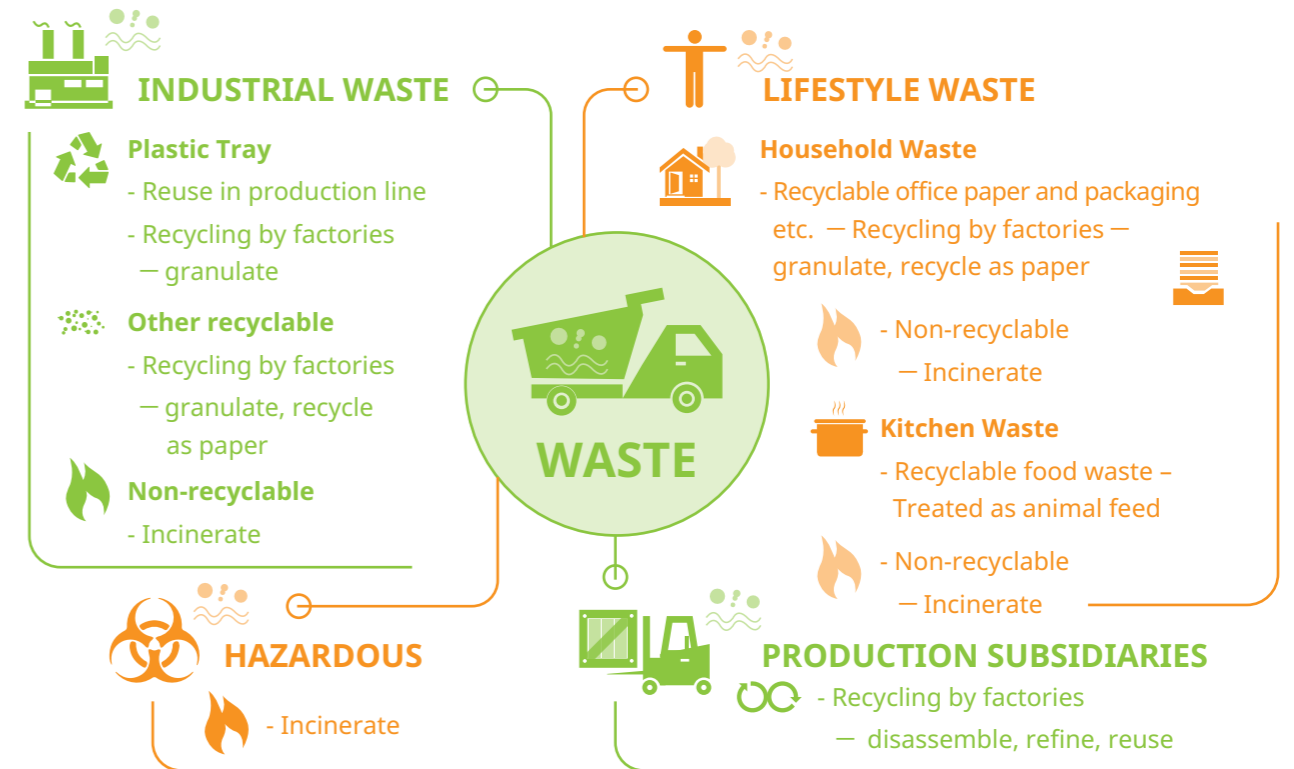 INDUSTRIAL WASTE
Plastic Tray
- Reuse in production line
- Recycling by factories
— granulate
Other recyclable
- Recycling by factories
— granulate, recycle
as paper
Non-recyclable
- Incinerate
LIFESTYLE WASTE
Household Waste
- Recyclable office paper and packaging
etc. — Recycling by factories —
granulate, recycle as paper
- Non-recyclable
— Incinerate
Kitchen Waste
- Recyclable food waste –
Treated as animal feed
- Non-recyclable
— Incinerate
WASTE
HAZARDOUS
- Incinerate
PRODUCTION SUBSIDIARIES
- Recycling by factories
— disassemble, refine, reuse